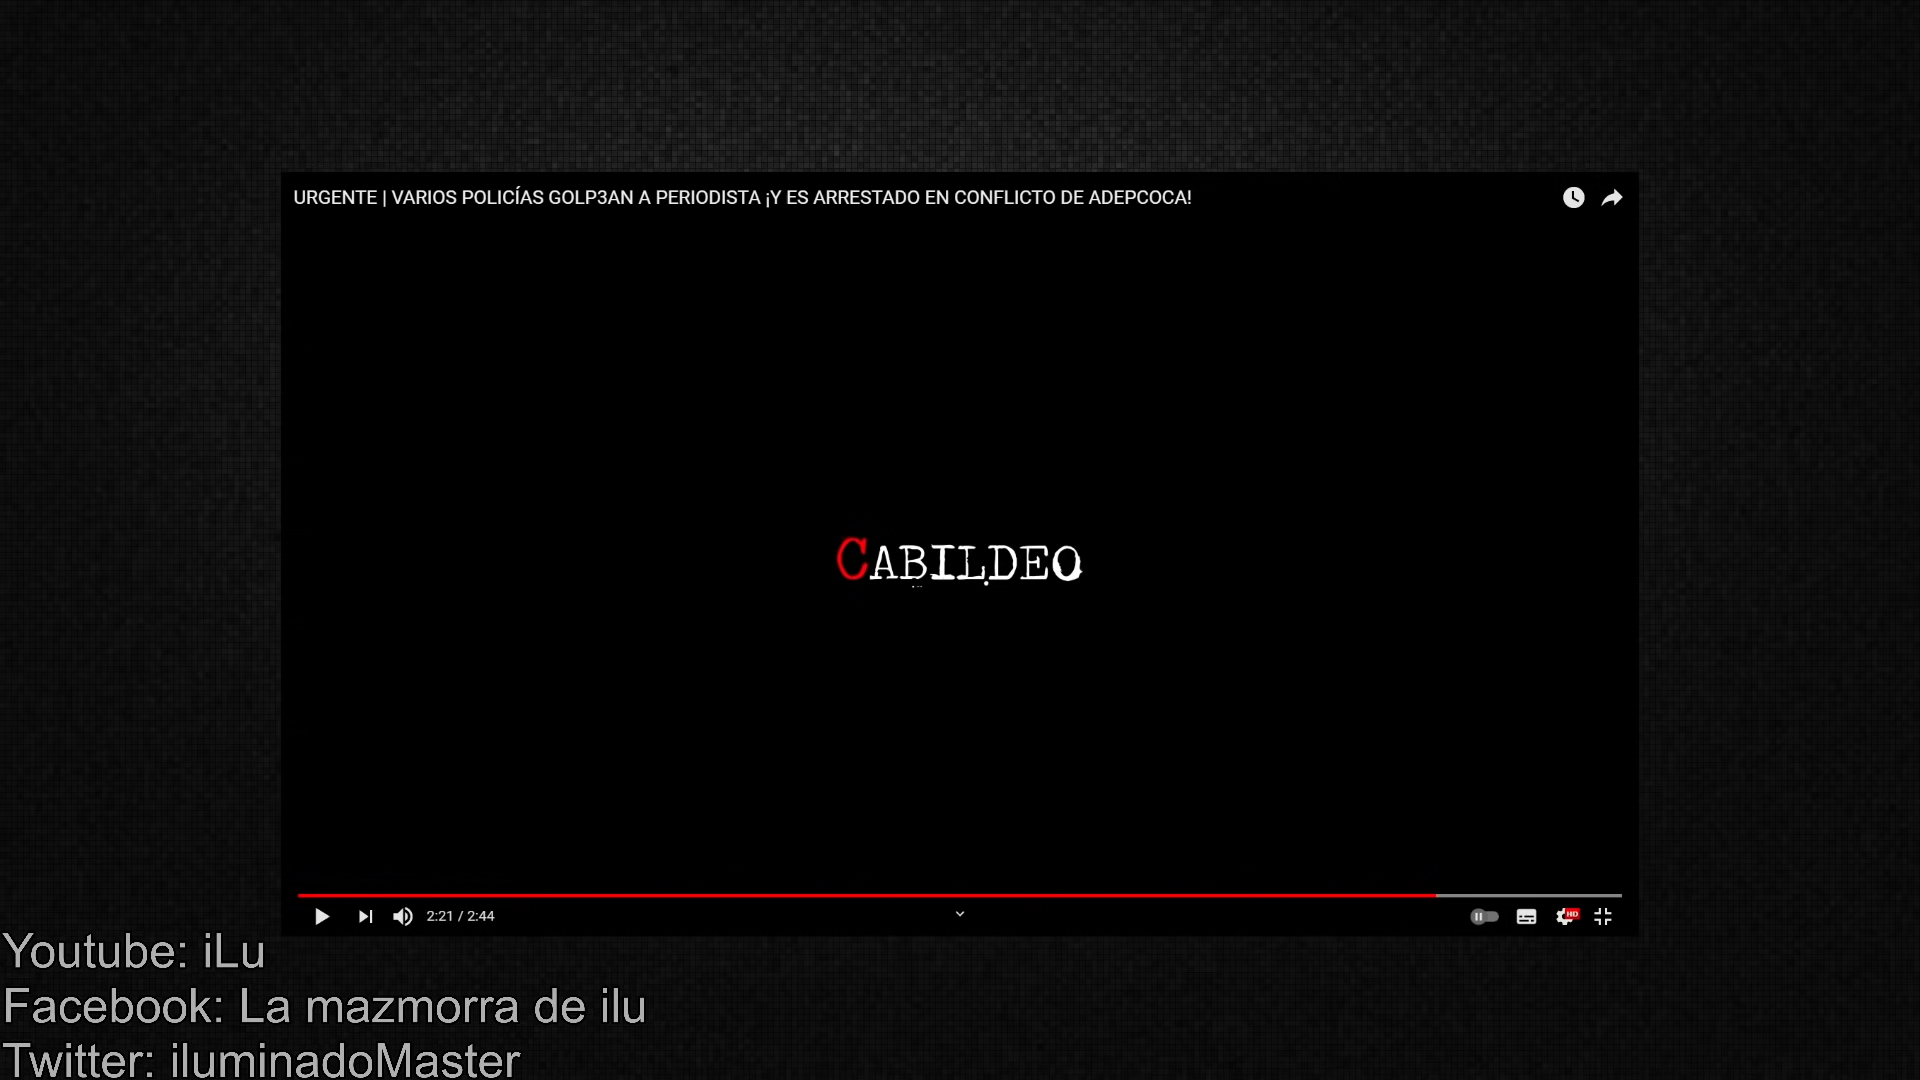 URGENTE | VARIOS POLICÍAS GOLP3AN A PERIODISTA ¡Y ES ARRESTADO EN CONFLICTO DE ADEPCOCA!
CABILDEO
2:21 / 2:44
HD
Youtube: iLu
Facebook: La mazmorra de ilu
Twitter: iluminadoMaster